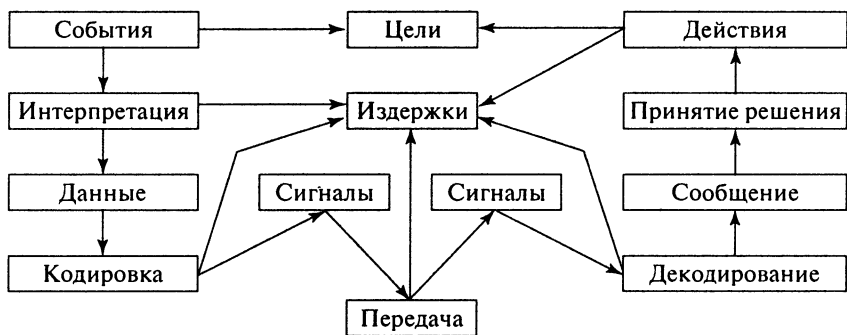 События
Цели
Действия
Интерпретация
Издержки
Принятие решения
Данные
Сигналы
Сигналы
Сообщение
Кодировка
Декодирование
Передача